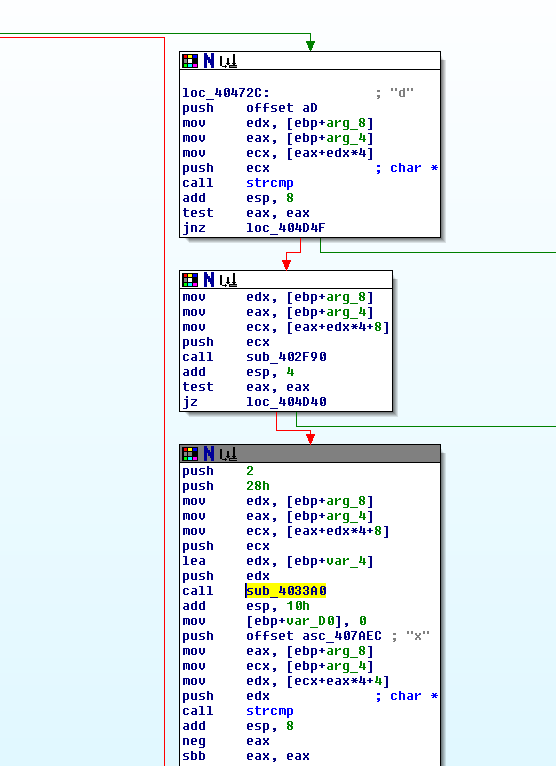 loc_40472C: ; "d"
push offset aD
mov edx, [ebp+arg_8]
mov eax, [ebp+arg_4]
mov ecx, [eax+edx*4]
push ecx ; char *
call strcmp
add esp, 8
test eax, eax
jnz loc_404D4F
mov edx, [ebp+arg_8]
mov eax, [ebp+arg_4]
mov ecx, [eax+edx*4+8]
push ecx
call sub_402F90
add esp, 4
test eax, eax
jz loc_404D40
push 2
push 28h
mov edx, [ebp+arg_8]
mov eax, [ebp+arg_4]
mov ecx, [eax+edx*4+8]
push ecx
lea edx, [ebp+var_4]
push edx
call sub_4033A0
add esp, 10h
mov [ebp+var_D0], 0
push offset asc_407AEC ; "x"
mov eax, [ebp+arg_8]
mov ecx, [ebp+arg_4]
mov edx, [ecx+eax*4+4]
push edx ; char *
call strcmp
add esp, 8
neg eax
sbb eax, eax